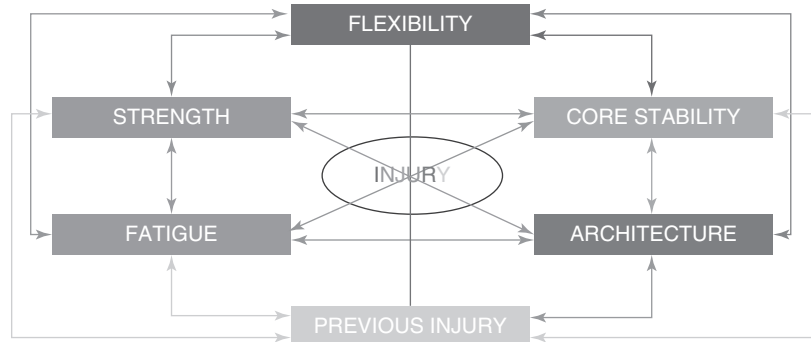 FLEXIBILITY
STRENGTH
CORE STABILITY
INJURY
FATIGUE
ARCHITECTURE
PREVIOUS INJURY